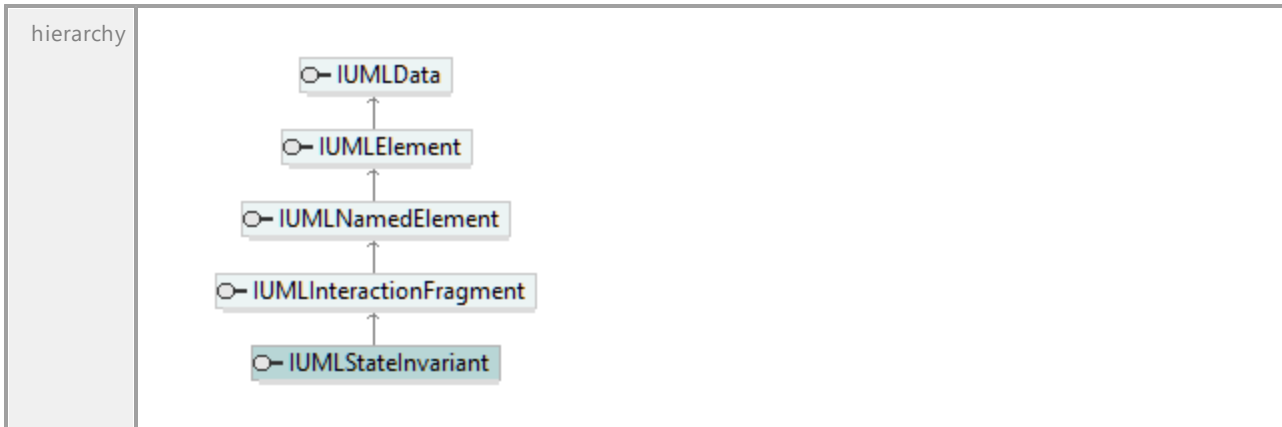 hierarchy
IUMLData
IUMLElement
IUMLNamedElement
IUMLInteractionFragment
IUMLStateInvariant